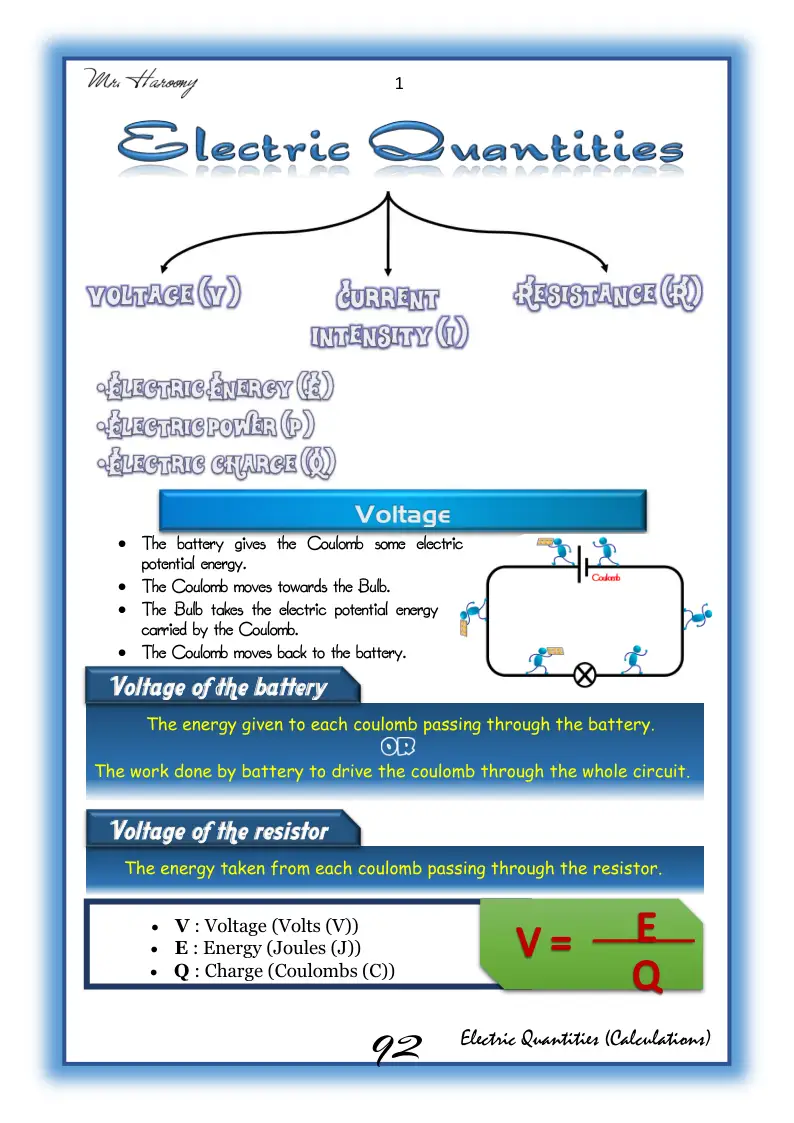 Mr. Haroony
1
Electric Quantities
Voltage (V)
Current
Intensity (I)
Resistance (R)
•Electric Energy (E)
•Electric power (p)
•Electric charge (Q)
Voltage
• The battery gives the Coulomb some electric
potential energy.
• The Coulomb moves towards the Bulb.
• The Bulb takes the electric potential energy
carried by the Coulomb.
• The Coulomb moves back to the battery.
Coulomb
Voltage of the battery
The energy given to each coulomb passing through the battery.
OR
The work done by battery to drive the coulomb through the whole circuit.
Voltage of the resistor
The energy taken from each coulomb passing through the resistor.
• V : Voltage (Volts (V))
• E : Energy (Joules (J))
• Q : Charge (Coulombs (C))
V = E
Q
92
Electric Quantities (Calculations)